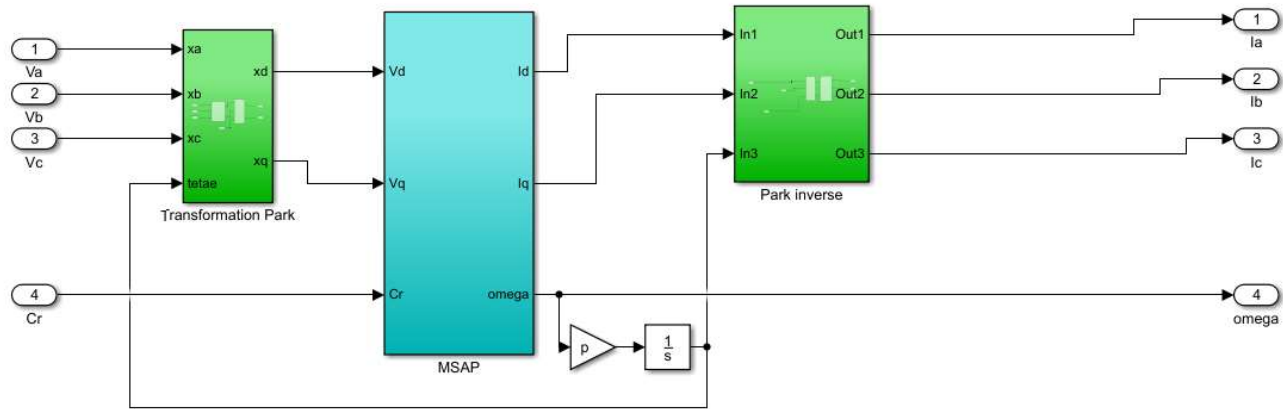 1
Va
2
Vb
3
Vc
4
Cr
xa
xb
xc
tetae
xd
xq
Transformation Park
Vd
Vq
Cr
Id
Iq
omega
MSAP
p
1
s
In1
In2
In3
Out1
Out2
Out3
Park inverse
1
Ia
2
Ib
3
Ic
4
omega